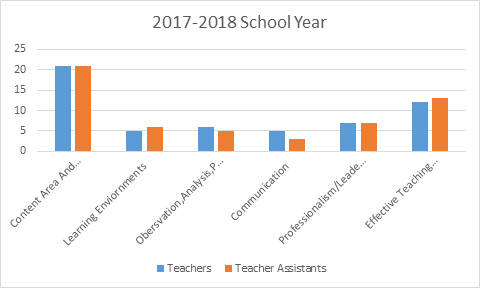 2017-2018 School Year
25
20
15
10
5
0
Content Area And...
Learning Enviornments
Obersvation,Analysis,P...
Communication
Professionalism/Leade...
Effective Teaching...
Teachers
Teacher Assistants